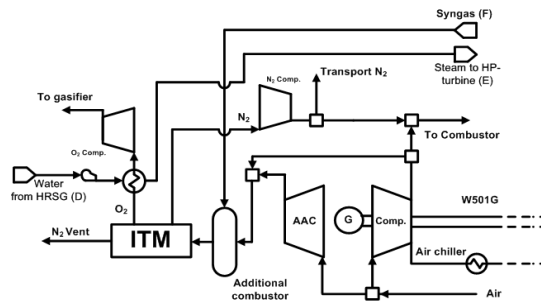 Syngas (F)
Steam to HP-
turbine (E)
Transport N2
N2 Comp.
To gasifier
N2
To Combustor
O2 Comp.
Water
from HRSG (D)
O2
W501G
AAC
G
Comp.
N2 Vent
ITM
Air chiller
Additional
combustor
Air